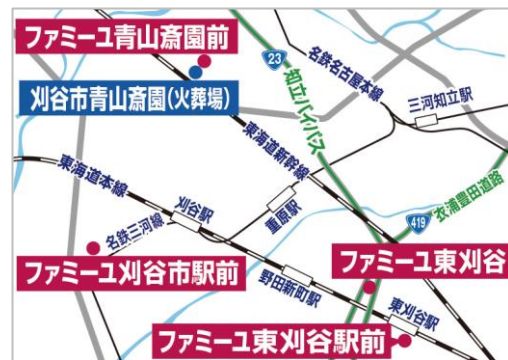 ファミーユ青山斎園前
刈谷市青山斎園(火葬場)
23
知立バイパス
名鉄名古屋本線
三河知立駅
東海道新幹線
東海道本線
刈谷駅
重原駅
衣浦豊田道路
419
名鉄三河線
ファミーユ刈谷市駅前
野田新町駅
ファミーユ東刈谷
東刈谷駅
ファミーユ東刈谷駅前